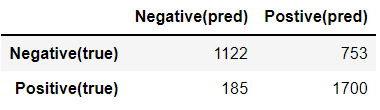 Negative(pred) Postive(pred)
Negative(true) 1122 753
Positive(true) 185 1700